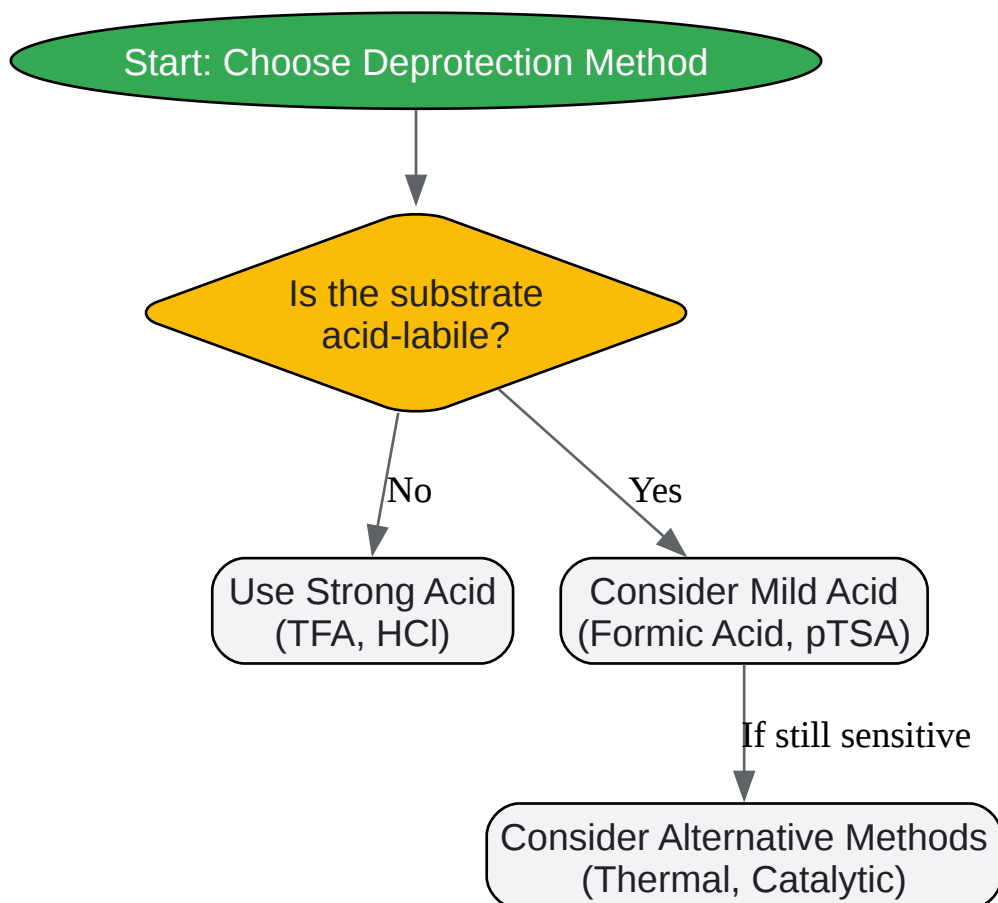 Start: Choose Deprotection Method
Is the substrate
acid-labile?
No
Yes
Use Strong Acid
(TFA, HCl)
Consider Mild Acid
(Formic Acid, pTSA)
If still sensitive
Consider Alternative Methods
(Thermal, Catalytic)